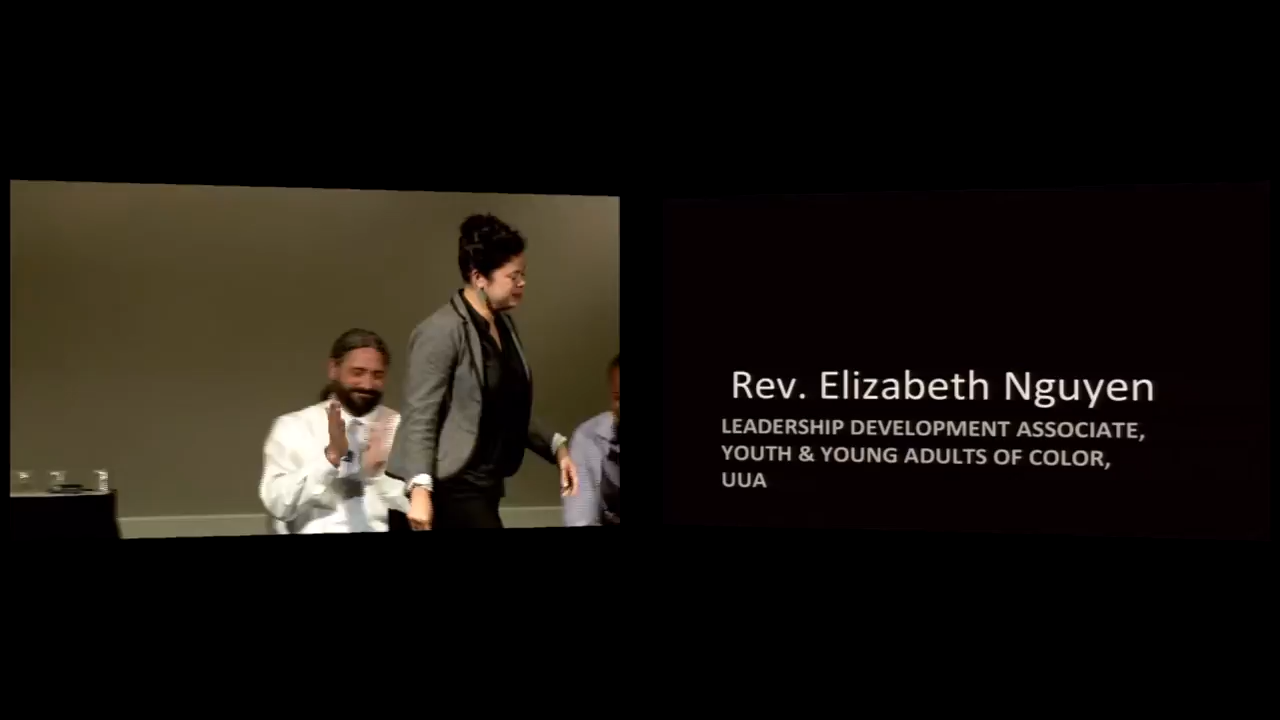 Rev. Elizabeth Nguyen
LEADERSHIP DEVELOPMENT ASSOCIATE,
YOUTH & YOUNG ADULTS OF COLOR,
UUA